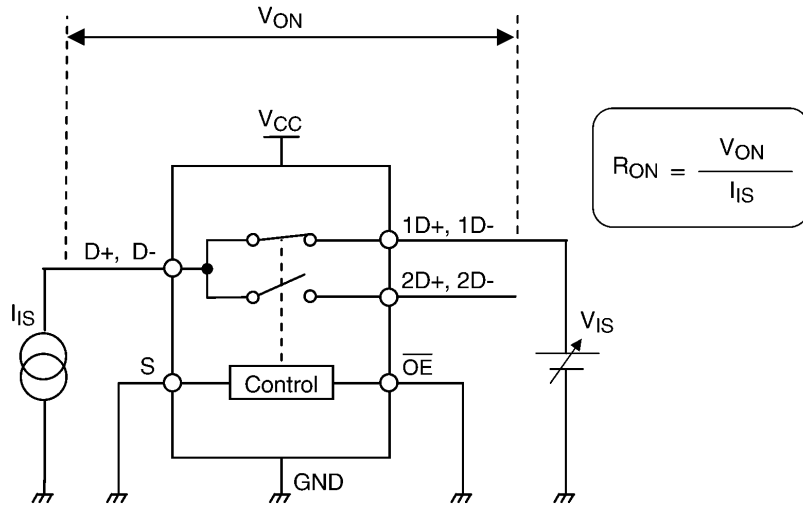 VON
VCC
RON = VON / IIS
D+, D-
1D+, 1D-
2D+, 2D-
IIS
VIS
S
Control
OE
GND